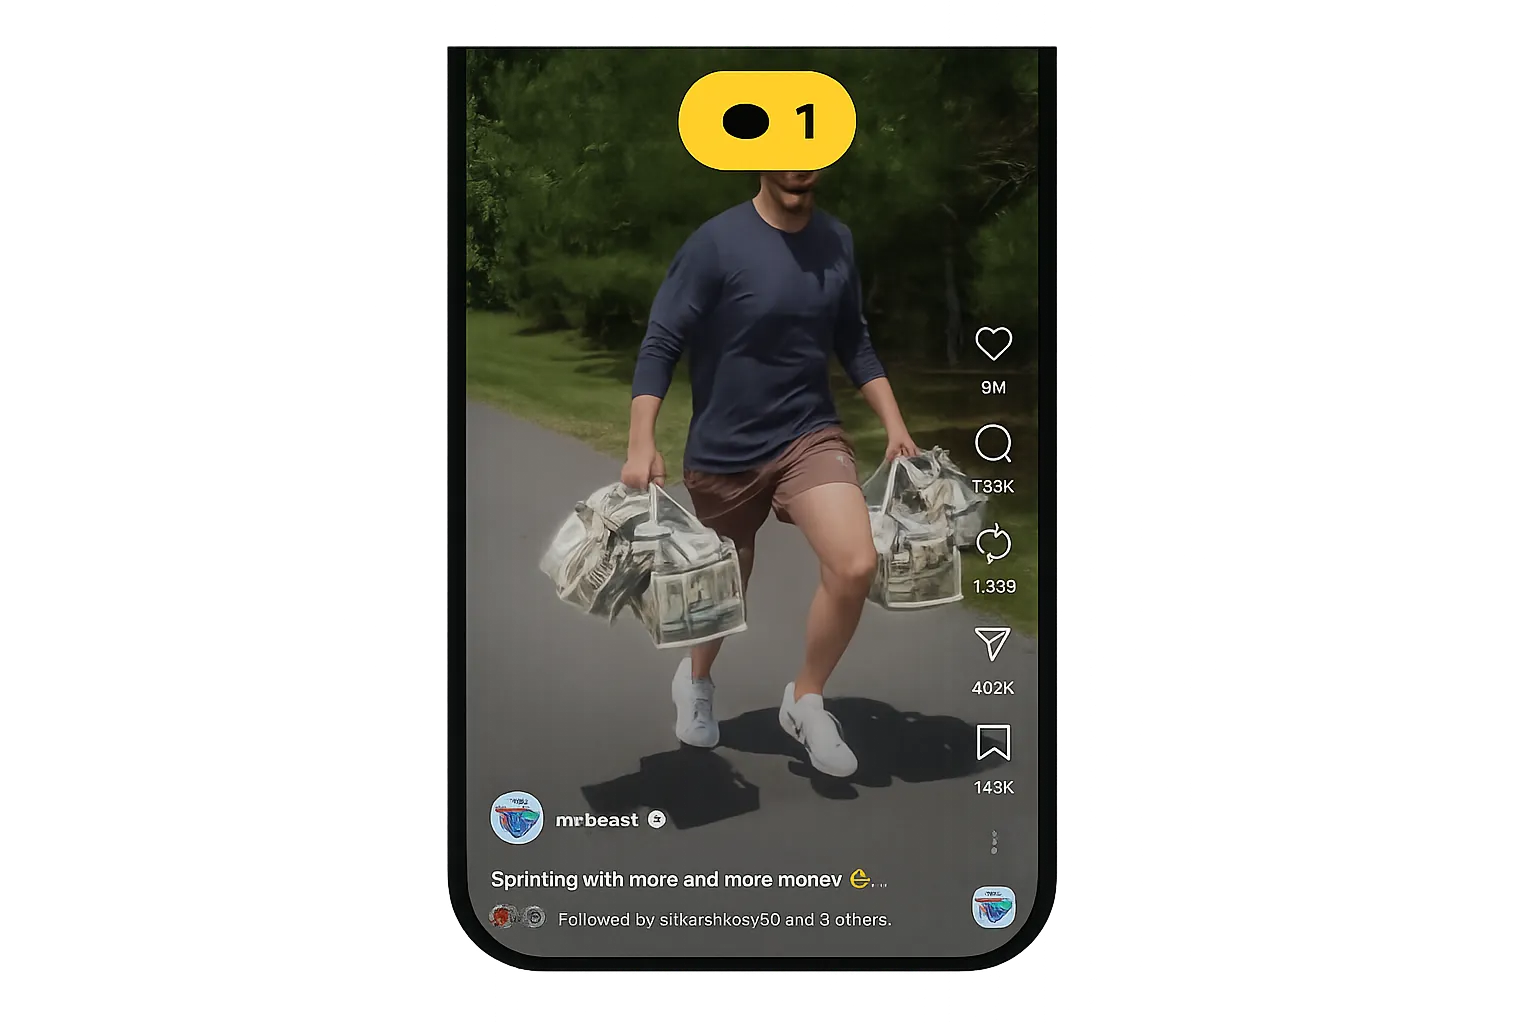 1
9M
T33K
1.339
402K
143K
mrbeast
Sprinting with more and more monev
Followed by sitkarshkosy50 and 3 others.